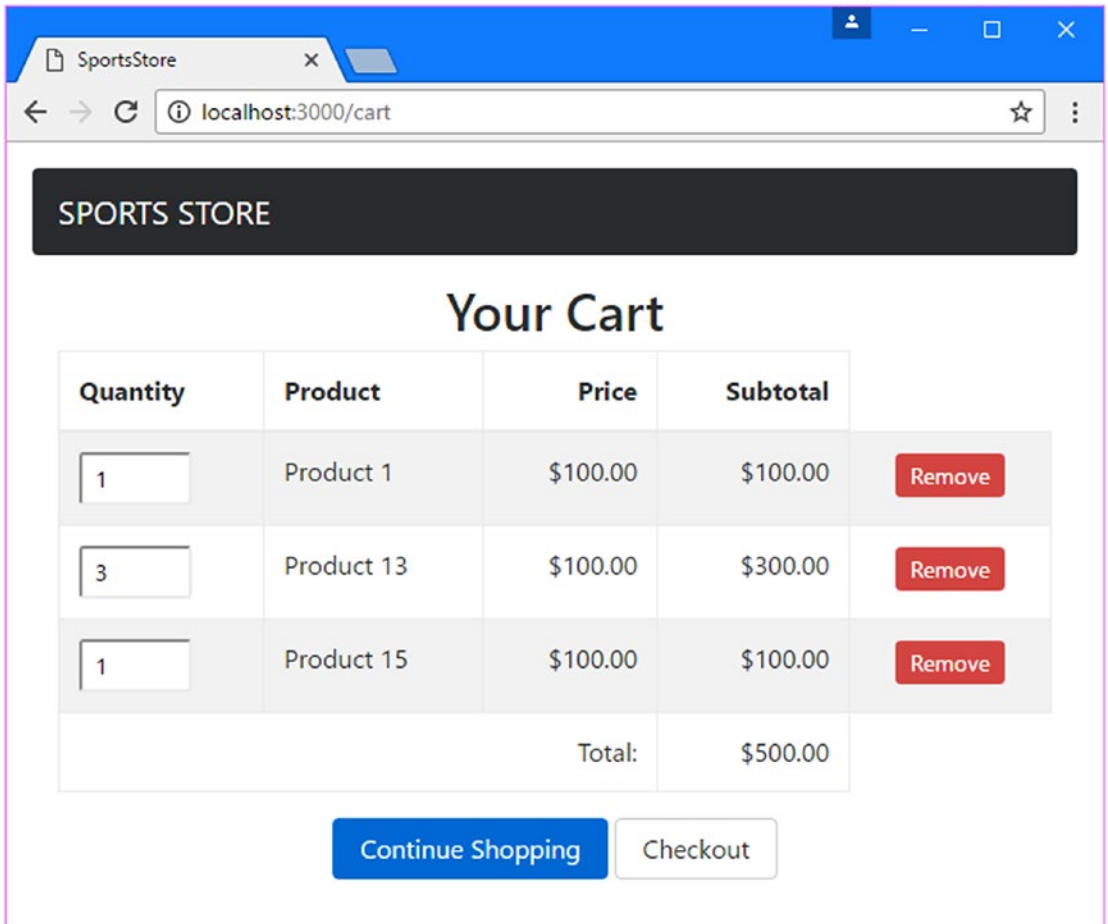 SportsStore
localhost:3000/cart
SPORTS STORE
Your Cart
Quantity Product Price Subtotal
1 Product 1 $100.00 $100.00 Remove
3 Product 13 $100.00 $300.00 Remove
1 Product 15 $100.00 $100.00 Remove
Total: $500.00
Continue Shopping Checkout